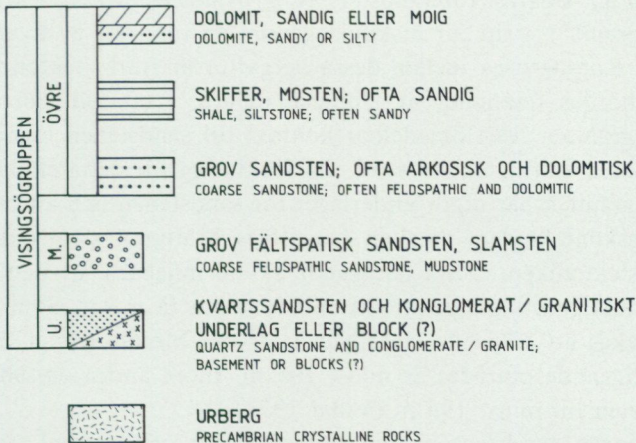 VISINGSÖGRUPPEN
ÖVRE
M.
U.
DOLOMIT, SANDIG ELLER MOIG
DOLOMITE, SANDY OR SILTY
SKIFFER, MOSTEN; OFTA SANDIG
SHALE, SILTSTONE; OFTEN SANDY
GROV SANDSTEN; OFTA ARKOSISK OCH DOLOMITISK
COARSE SANDSTONE; OFTEN FELDSPATHIC AND DOLOMITIC
GROV FÄLTSPATISK SANDSTEN, SLAMSTEN
COARSE FELDSPATHIC SANDSTONE, MUDSTONE
KVARTSSANDSTEN OCH KONGLOMERAT / GRANITISKT
UNDERLAG ELLER BLOCK (?)
QUARTZ SANDSTONE AND CONGLOMERATE / GRANITE;
BASEMENT OR BLOCKS (?)
URBERG
PRECAMBRIAN CRYSTALLINE ROCKS